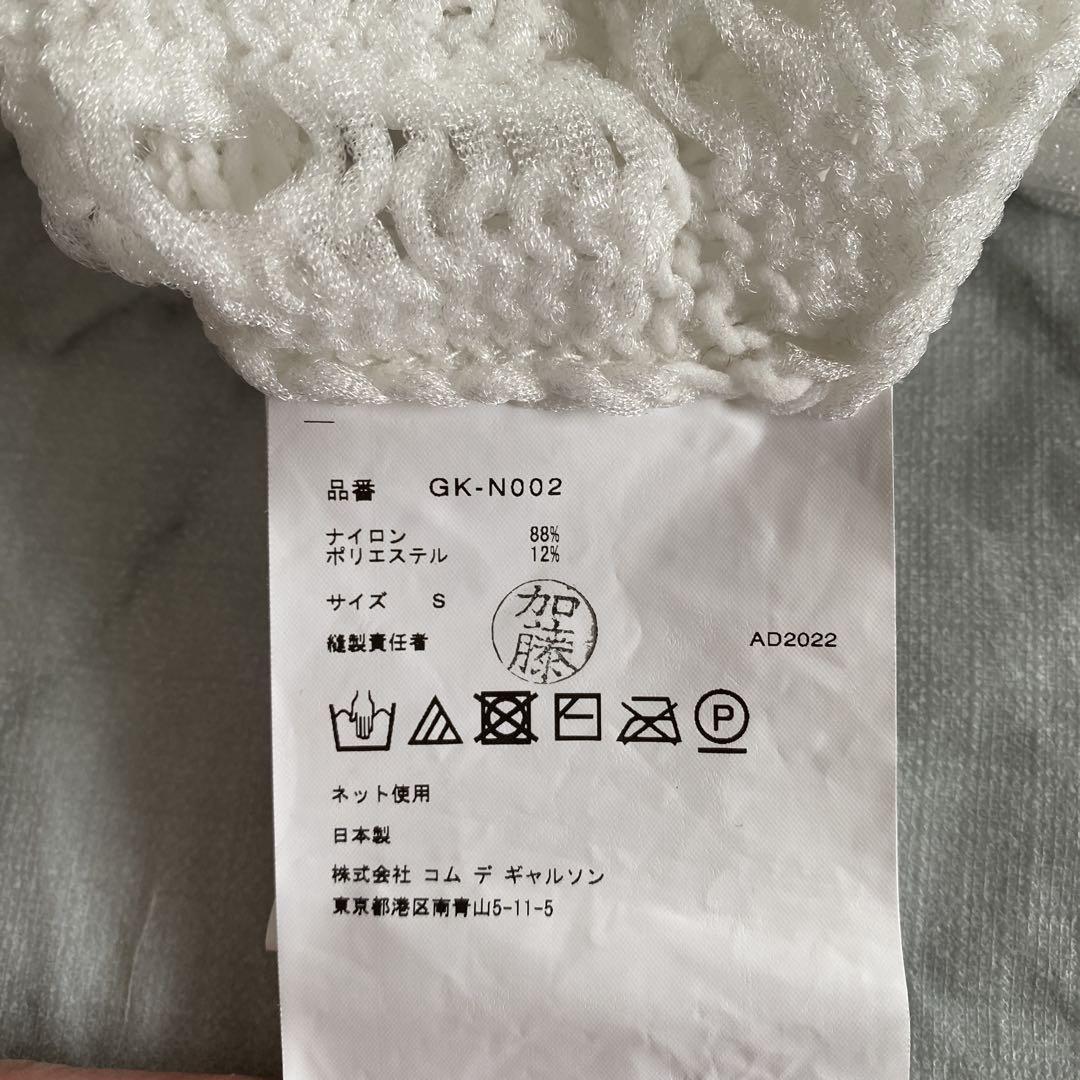 品番 GK-N002
ナイロン 88%
ポリエステル 12%
サイズ S
縫製責任者 加藤 AD2022
P
ネット使用
日本製
株式会社 コム デ ギャルソン
東京都港区南青山5-11-5